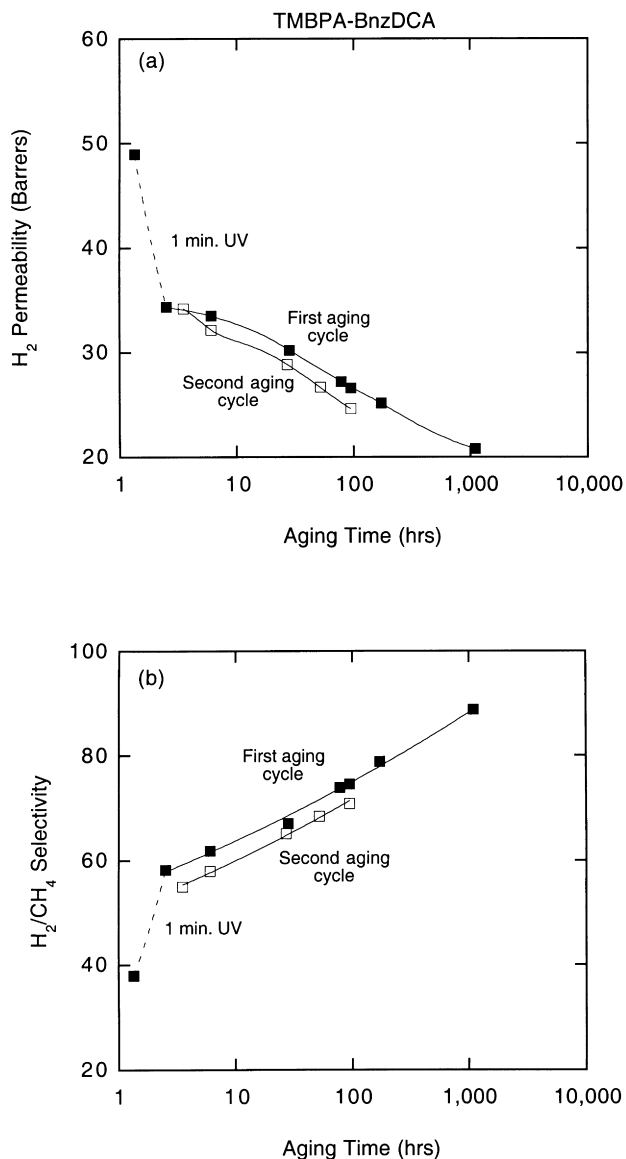 TMBPA-BnzDCA
60
(a)
50
1 min. UV
40
First aging
cycle
30
Second aging
cycle
20
1
10
100
1,000
10,000
H2 Permeability (Barrers)
Aging Time (hrs)
100
(b)
80
First aging
cycle
60
Second aging
cycle
1 min. UV
40
20
1
10
100
1,000
10,000
H2/CH4 Selectivity
Aging Time (hrs)